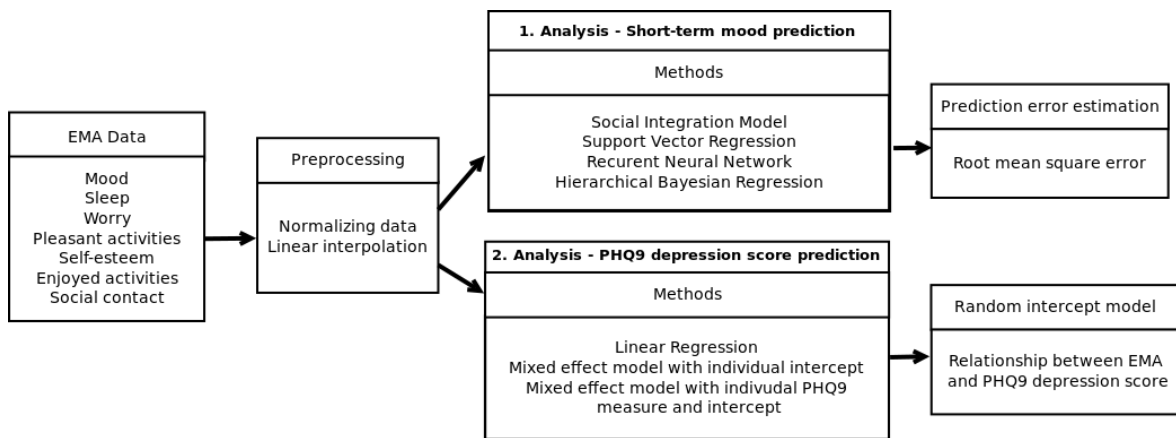 EMA Data
Mood
Sleep
Worry
Pleasant activities
Self-esteem
Enjoyed activities
Social contact
Preprocessing
Normalizing data
Linear interpolation
1. Analysis - Short-term mood prediction
Methods
Social Integration Model
Support Vector Regression
Recurent Neural Network
Hierarchical Bayesian Regression
Prediction error estimation
Root mean square error
2. Analysis - PHQ9 depression score prediction
Methods
Linear Regression
Mixed effect model with individual intercept
Mixed effect model with indivudal PHQ9
measure and intercept
Random intercept model
Relationship between EMA
and PHQ9 depression score